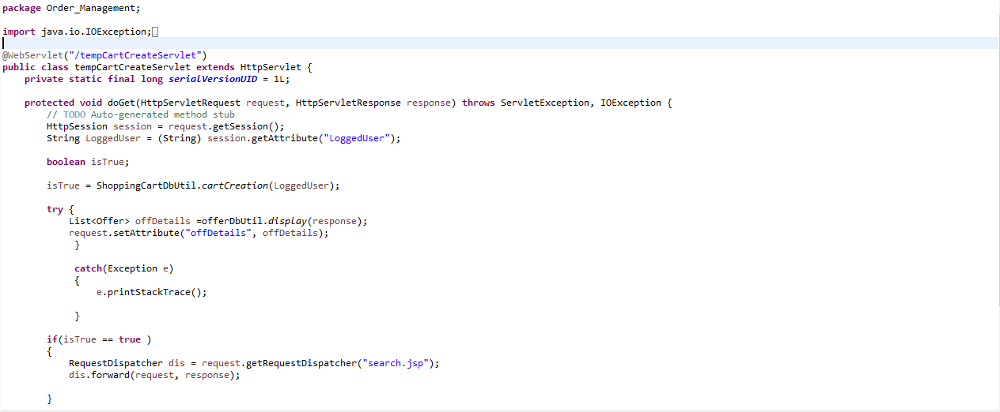 package Order_Management;
import java.io.IOException;
@WebServlet("/tempCartCreateServlet")
public class tempCartCreateServlet extends HttpServlet {
private static final long serialVersionUID = 1L;
protected void doGet(HttpServletRequest request, HttpServletResponse response) throws ServletException, IOException {
// TODO Auto-generated method stub
HttpSession session = request.getSession();
String LoggedUser = (String) session.getAttribute("LoggedUser");
boolean isTrue;
isTrue = ShoppingCartDbUtil.cartCreation(LoggedUser);
try {
List<Offer> offDetails =offerDbUtil.display(response);
request.setAttribute("offDetails", offDetails);
}
catch(Exception e)
{
e.printStackTrace();
}
if(isTrue == true )
{
RequestDispatcher dis = request.getRequestDispatcher("search.jsp");
dis.forward(request, response);
}